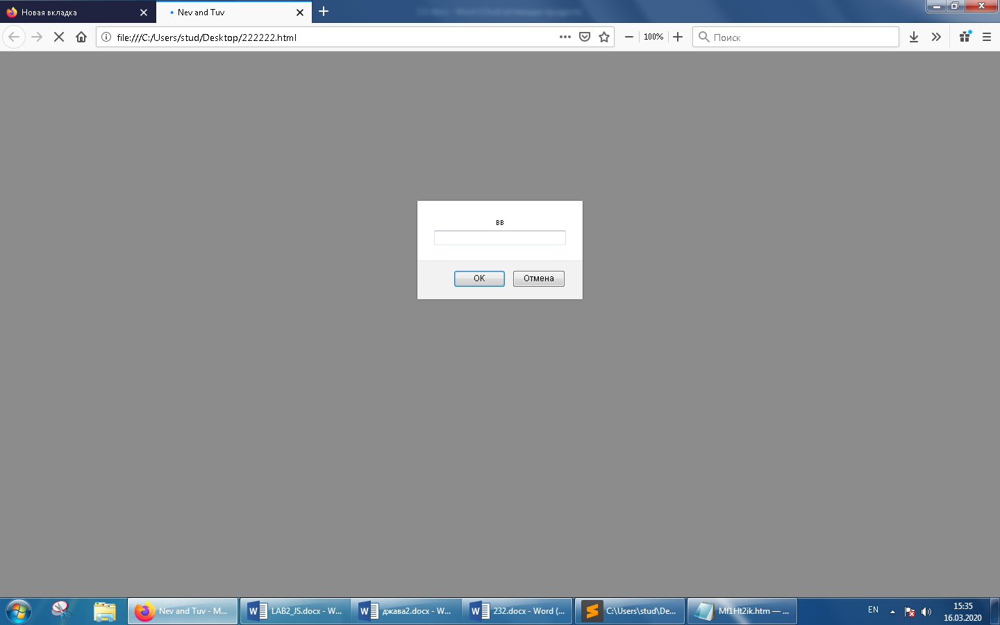 Новая вкладка
Nev and Tuv
file:///C:/Users/stud/Desktop/222222.html
100%
Поиск
вв
OK
Отмена
Nev and Tuv - M...
LAB2_JS.docx - W...
джава2.docx - W...
232.docx - Word (...
C:\Users\stud\De...
Mf1Ht2ik.htm — ...
EN
15:35
16.03.2020